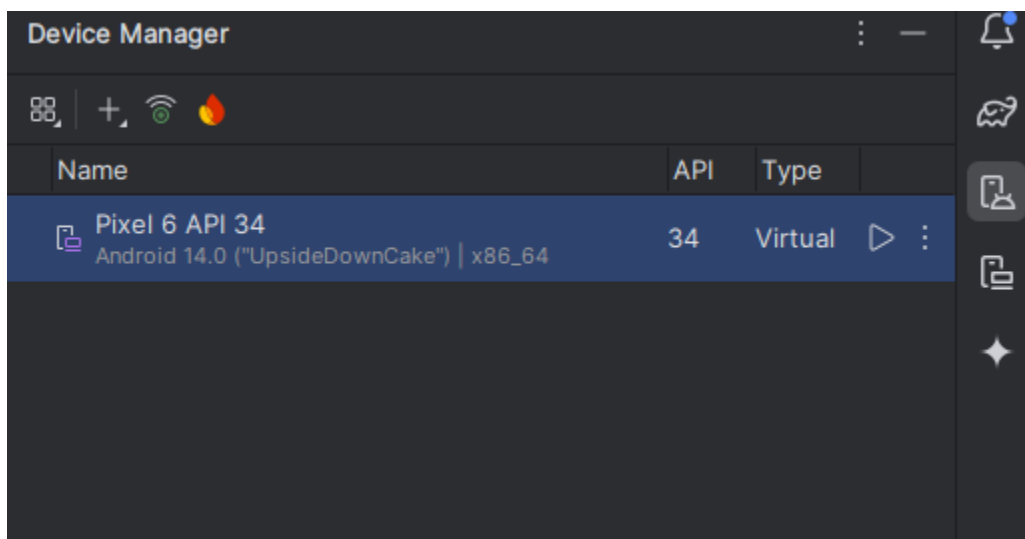 Device Manager
Name API Type
Pixel 6 API 34
Android 14.0 ("UpsideDownCake") | x86_64
34 Virtual